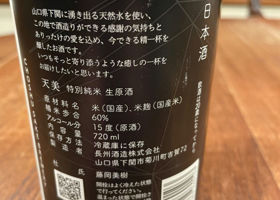 山口県下関に湧き出る天然水を使い、
この地で酒造りができる感謝の気持ちと
ありったけの愛を込め、今できる精一杯を
醸したお酒です。
いつもそっと寄り添うような癒しの一杯を
お届けしたいと思います。
天美 特別純米 生原酒
原材料名 米(国産)、米麹(国産米)
精米歩合 60%
アルコール分 15度(原酒)
内容量 720ml
保存方法 冷蔵庫に保存
製造者 長州酒造株式会社
山口県下関市菊川町吉賀72
杜氏 藤岡美樹
日本酒